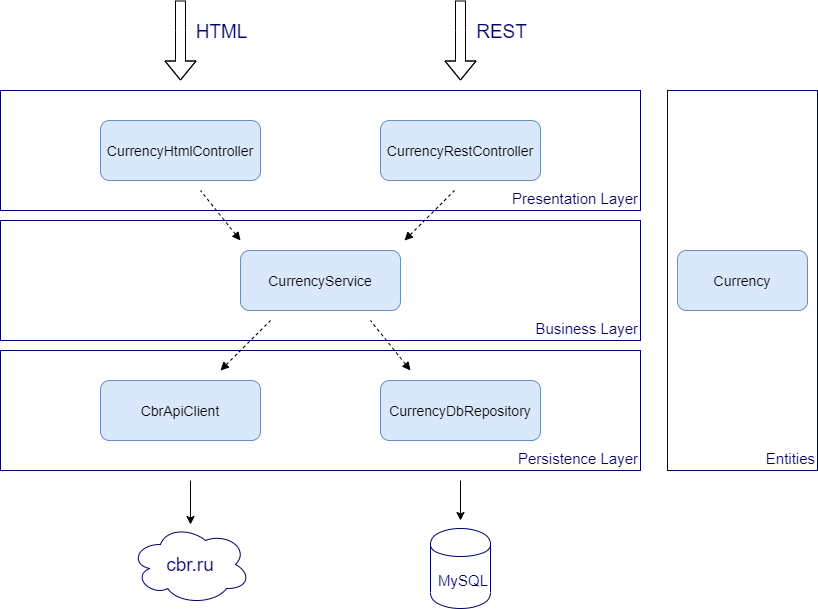 HTML
REST
CurrencyHtmlController
CurrencyRestController
Presentation Layer
CurrencyService
Currency
Business Layer
CbrApiClient
CurrencyDbRepository
Persistence Layer
Entities
cbr.ru
MySQL